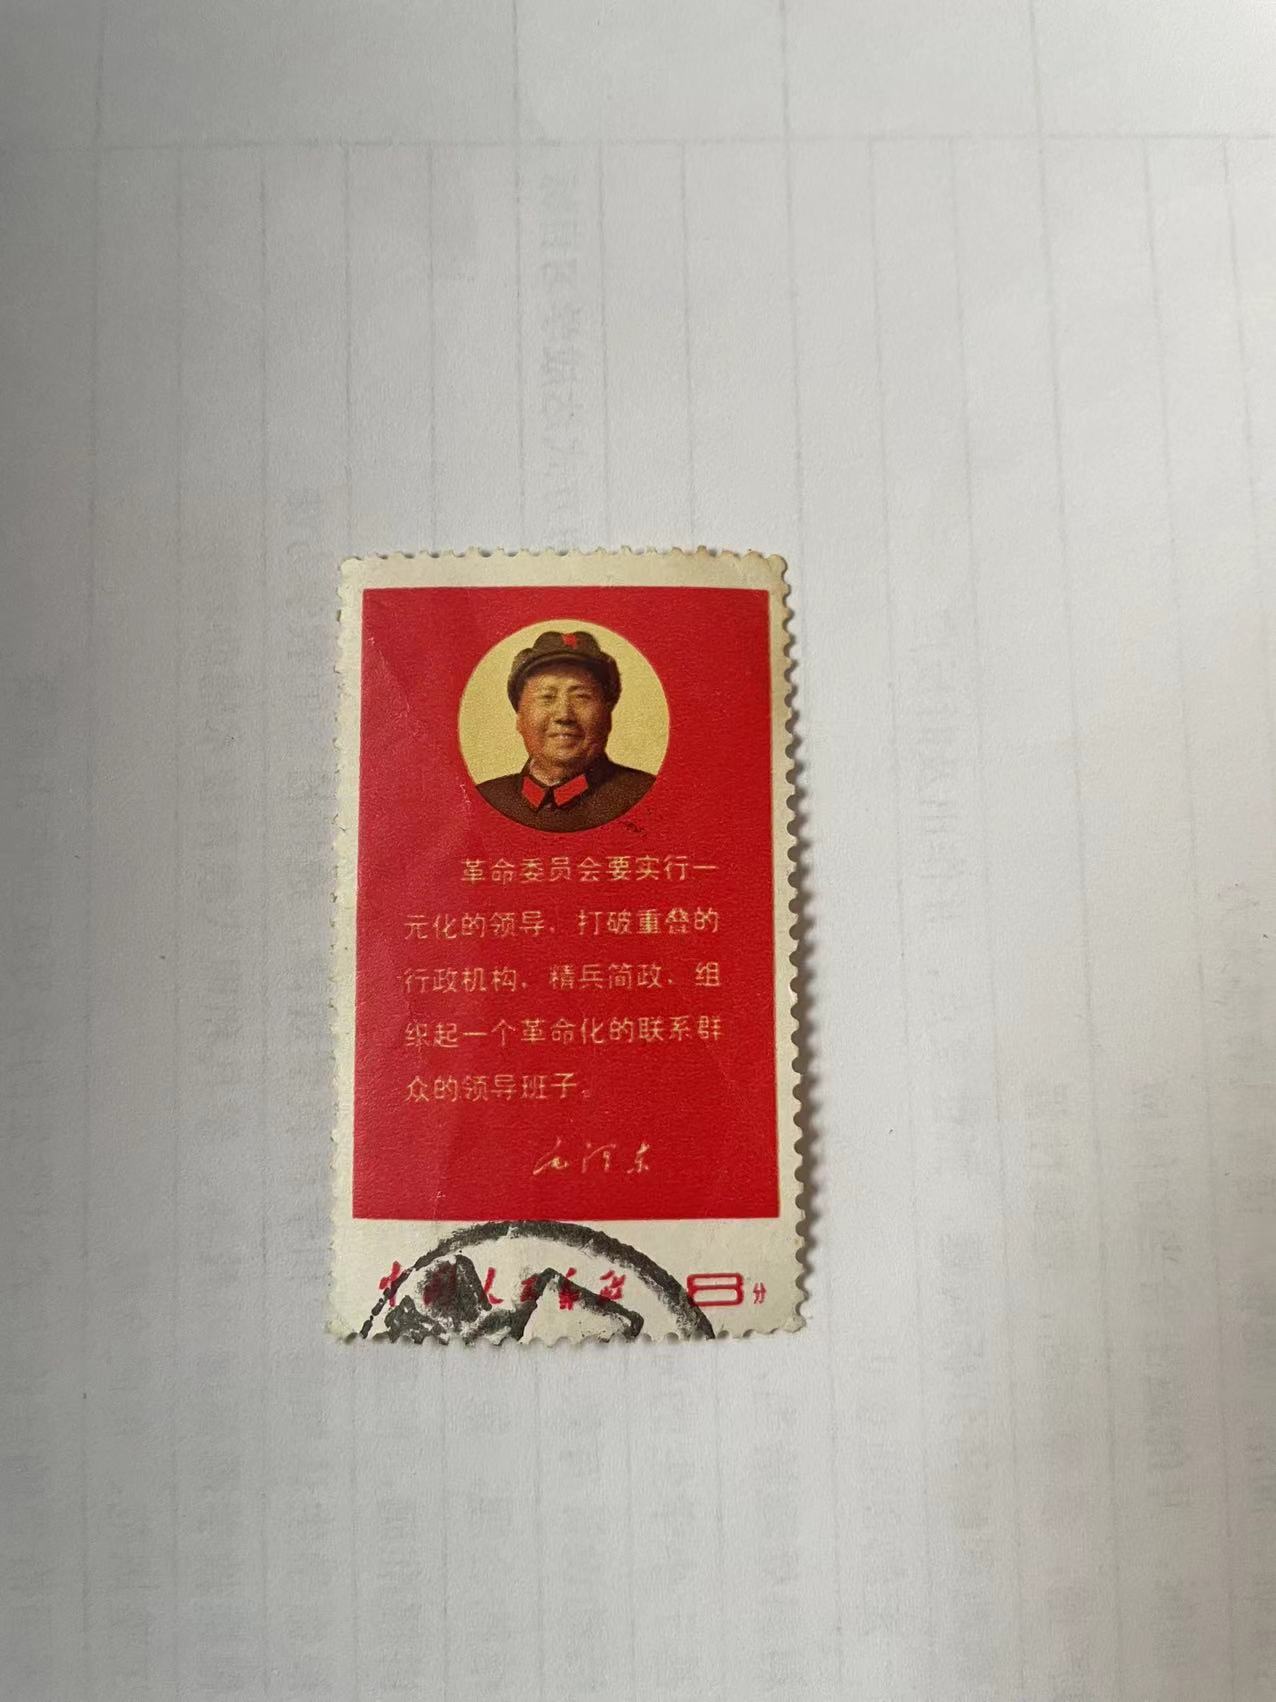 革命委员会要实行一
元化的领导，打破重叠的
行政机构，精兵简政，组
织起一个革命化的联系群
众的领导班子。
毛泽东
中国人民邮政 8分